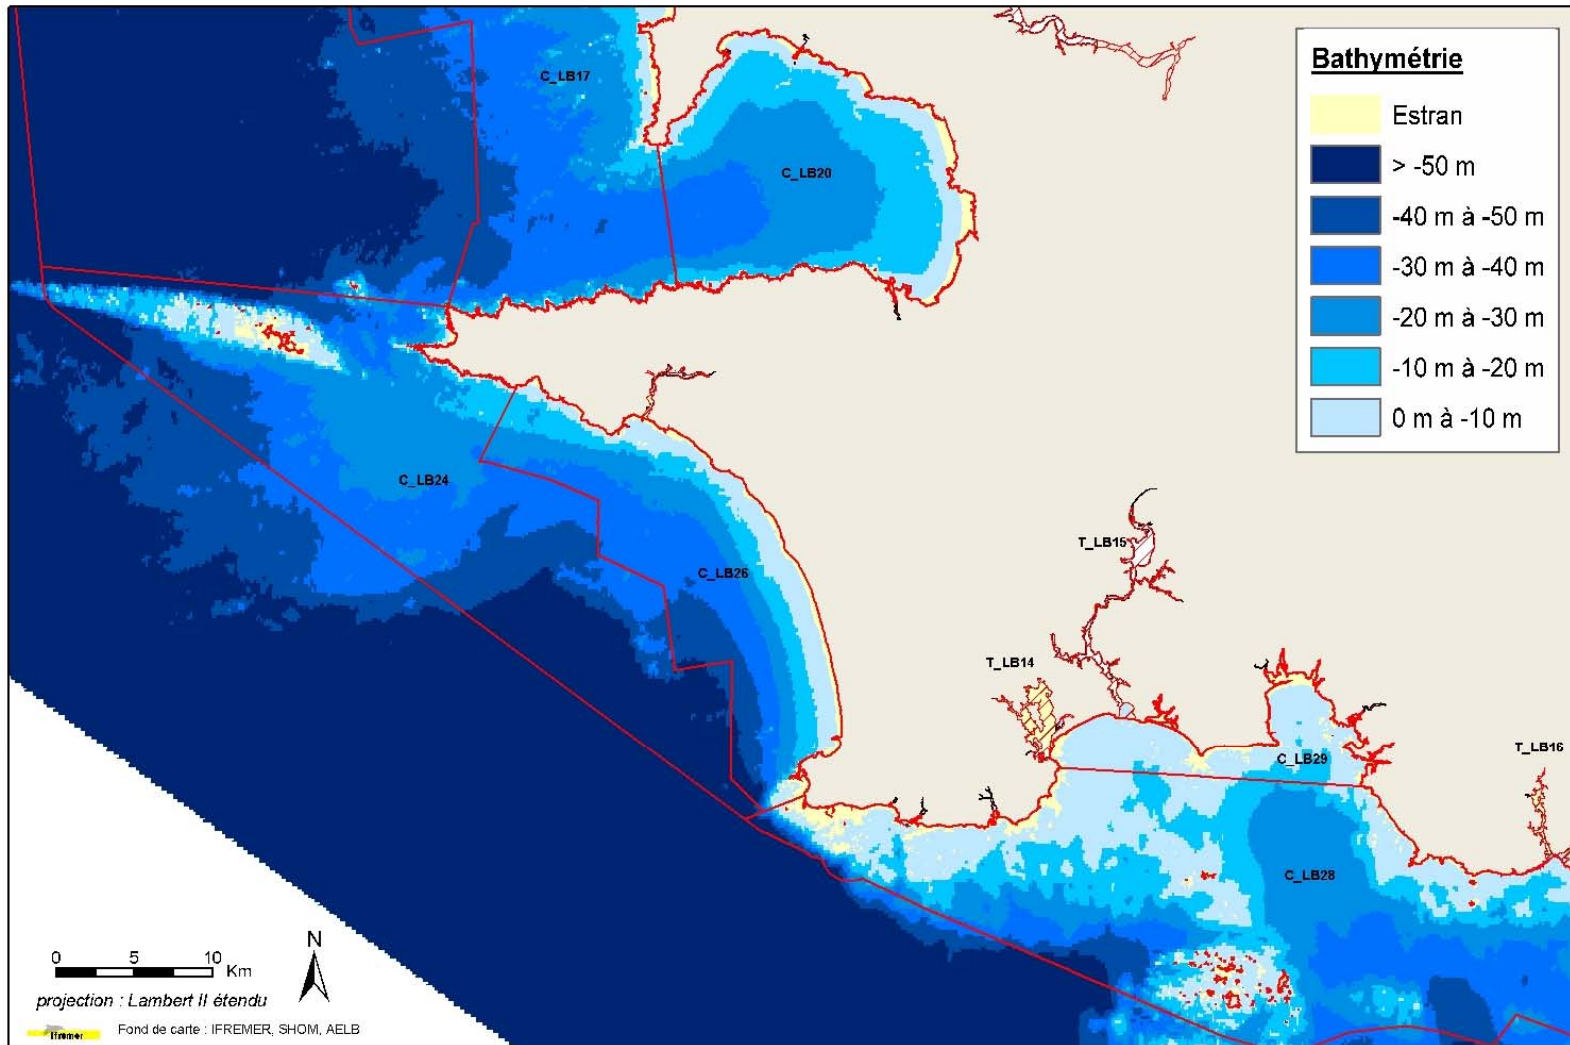 Bathymétrie
Estran
> -50 m
-40 m à -50 m
-30 m à -40 m
-20 m à -30 m
-10 m à -20 m
0 m à -10 m
C_LB17
C_LB20
C_LB24
C_LB26
T_LB15
T_LB14
T_LB16
C_LB29
C_LB28
N
0 5 10
Km
projection : Lambert II étendu
Ifremer
Fond de carte : IFREMER, SHOM, AELB